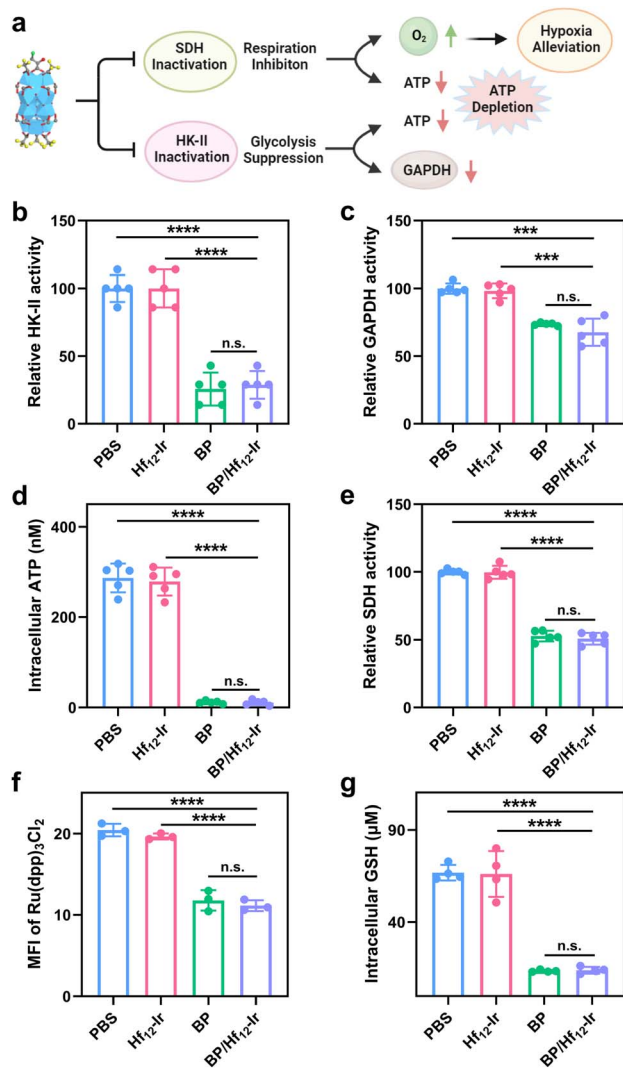 a
SDH
Inactivation
Respiration
Inhibiton
O₂
Hypoxia
Alleviation
ATP
ATP
Depletion
ATP
HK-II
Inactivation
Glycolysis
Suppression
GAPDH
b
Relative HK-II activity
150
100
50
0
****
****
n.s.
PBS
Hf₁₂-Ir
BP
BP/Hf₁₂-Ir
c
Relative GAPDH activity
150
100
50
0
***
***
n.s.
PBS
Hf₁₂-Ir
BP
BP/Hf₁₂-Ir
d
Intracellular ATP (nM)
400
200
0
****
****
n.s.
PBS
Hf₁₂-Ir
BP
BP/Hf₁₂-Ir
e
Relative SDH activity
150
100
50
0
****
****
n.s.
PBS
Hf₁₂-Ir
BP
BP/Hf₁₂-Ir
f
MFI of Ru(dpp)₃Cl₂
20
10
0
****
****
n.s.
PBS
Hf₁₂-Ir
BP
BP/Hf₁₂-Ir
g
Intracellular GSH (μM)
90
40
****
****
n.s.
PBS
Hf₁₂-Ir
BP
BP/Hf₁₂-Ir